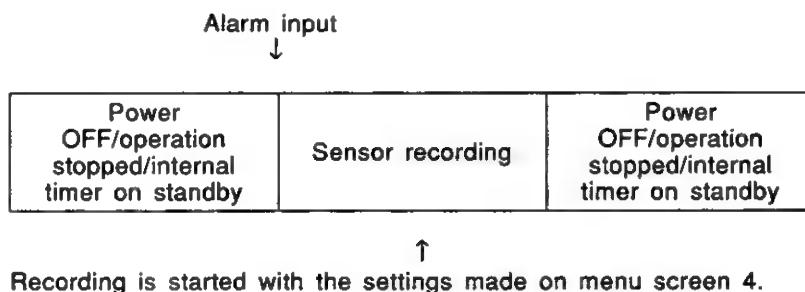 Alarm input
↓
Power
OFF/operation
stopped/internal
timer on standby
Sensor recording
Power
OFF/operation
stopped/internal
timer on standby
↑
Recording is started with the settings made on menu screen 4.